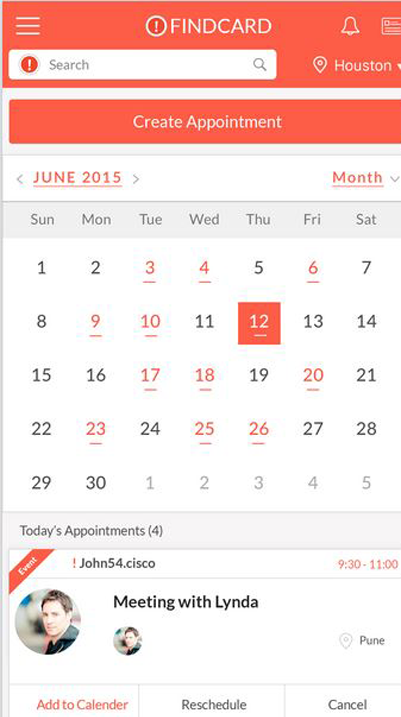 FINDCARD
Search
Houston
Create Appointment
< JUNE 2015 > Month
Sun Mon Tue Wed Thu Fri Sat
1 2 3 4 5 6 7
8 9 10 11 12 13 14
15 16 17 18 19 20 21
22 23 24 25 26 27 28
29 30 1 2 3 4 5
Today's Appointments (4)
Event
! John54.cisco 9:30 - 11:00
Meeting with Lynda
Pune
Add to Calender Reschedule Cancel